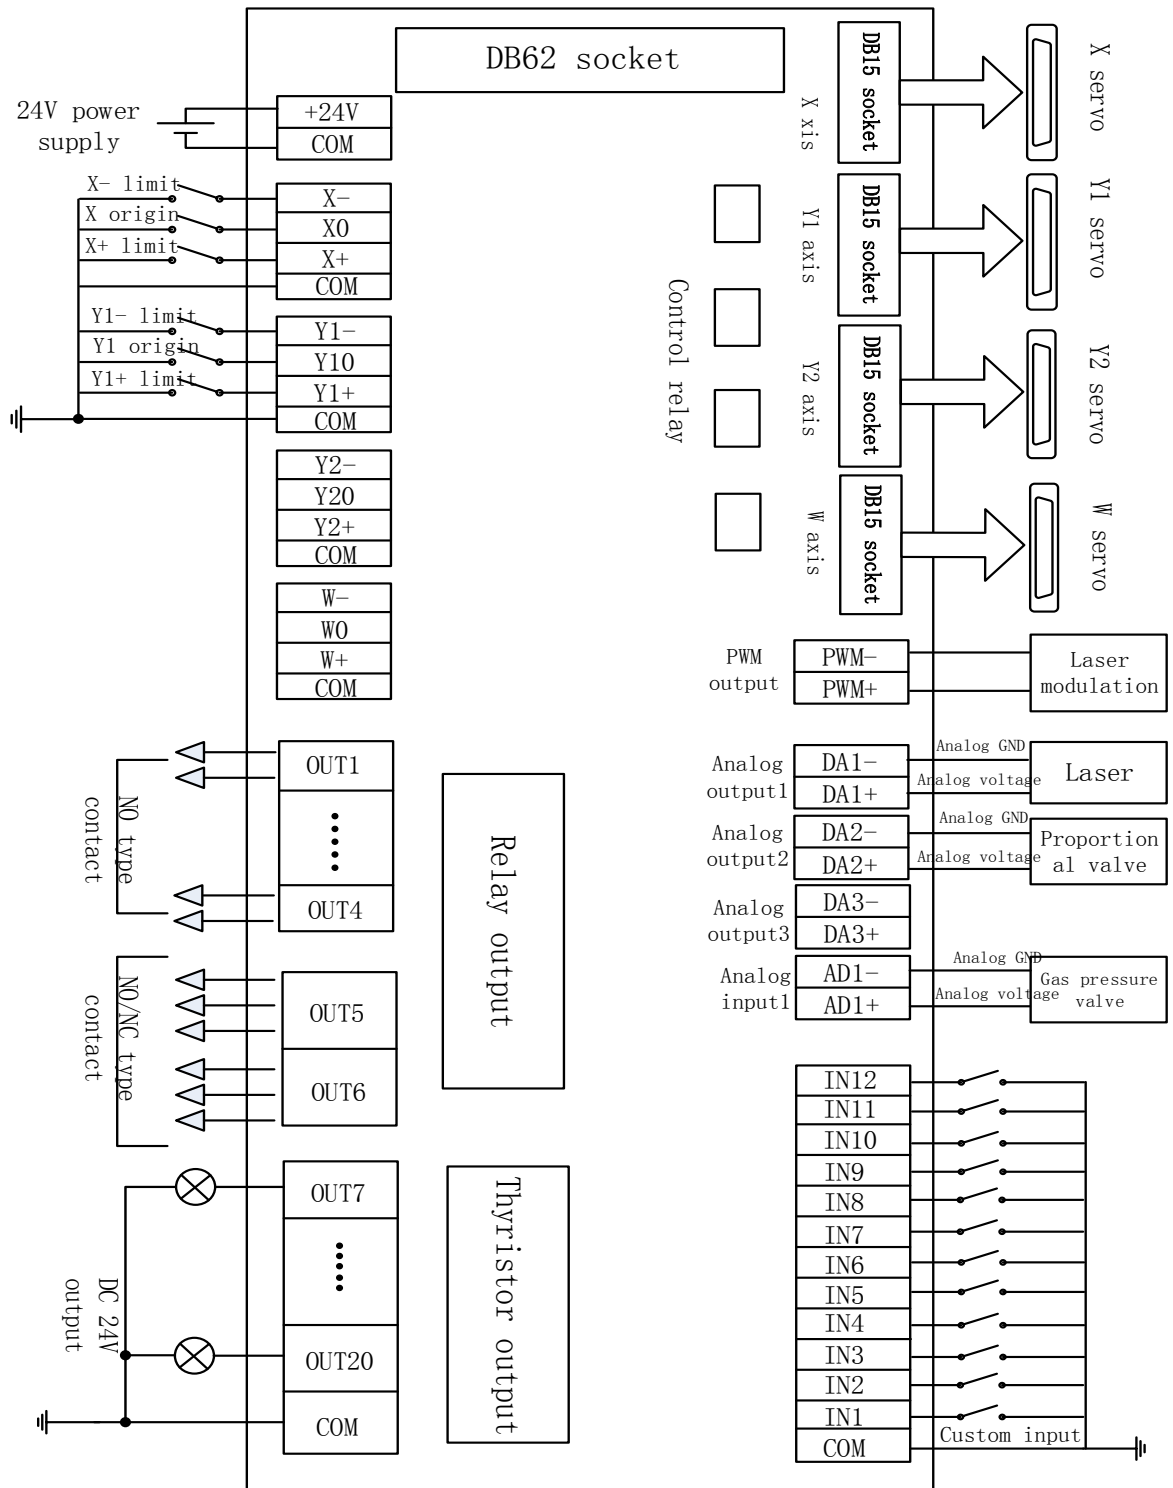 DB62 socket
24V power
supply
+24V
COM
X- limit
X origin
X+ limit
X-
X0
X+
COM
Y1- limit
Y1 origin
Y1+ limit
Y1-
Y10
Y1+
COM
Y2-
Y20
Y2+
COM
W-
W0
W+
COM
NO type
contact
OUT1
OUT4
NO/NC type
contact
OUT5
OUT6
Relay output
DC 24V
output
OUT7
OUT20
COM
Thyristor output
Control relay
X xis
DB15 socket
X servo
Y1 axis
DB15 socket
Y1 servo
Y2 axis
DB15 socket
Y2 servo
W axis
DB15 socket
W servo
PWM
output
PWM-
PWM+
Laser
modulation
Analog
output1
DA1-
DA1+
Analog GND
Analog voltage
Laser
Analog
output2
DA2-
DA2+
Analog GND
Analog voltage
Proportion
al valve
Analog
output3
DA3-
DA3+
Analog
input1
AD1-
AD1+
Analog GND
Analog voltage
Gas pressure
valve
IN12
IN11
IN10
IN9
IN8
IN7
IN6
IN5
IN4
IN3
IN2
IN1
COM
Custom input